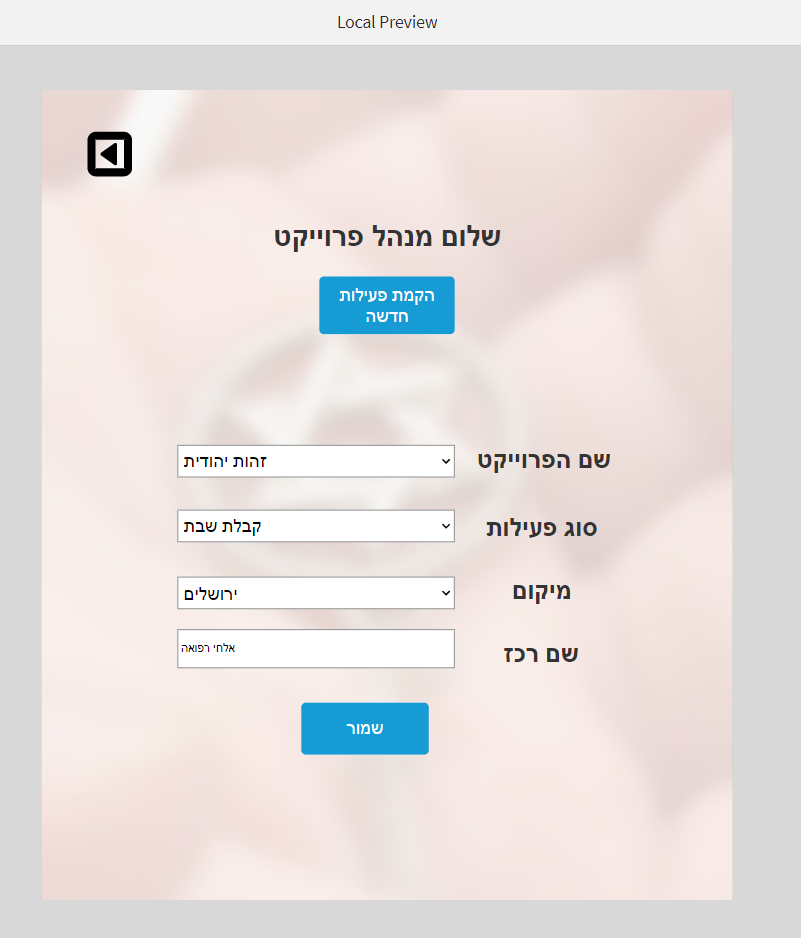 Local Preview
שלום מנהל פרוייקט
הקמת פעילות
חדשה
שם הפרוייקט
זהות יהודית
סוג פעילות
קבלת שבת
מיקום
ירושלים
שם רכז
אלחי רפואה
שמור